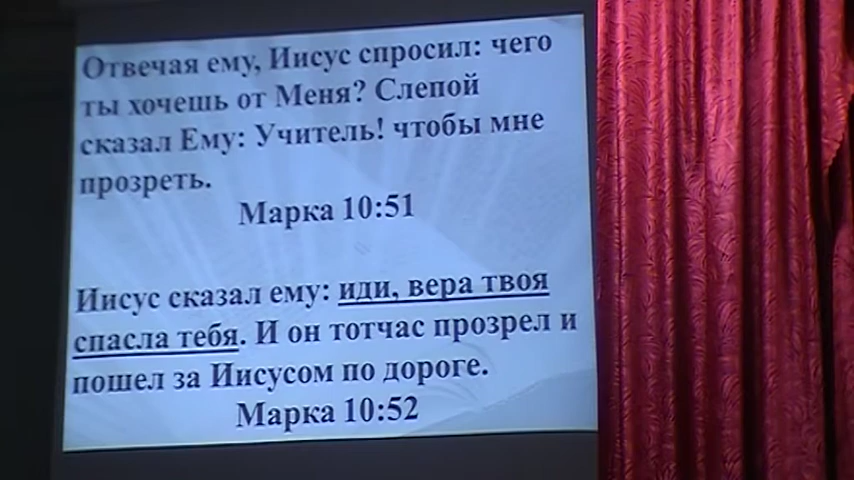 Отвечая ему, Иисус спросил: чего
ты хочешь от Меня? Слепой
сказал Ему: Учитель! чтобы мне
прозреть.
Марка 10:51
Иисус сказал ему: иди, вера твоя
спасла тебя. И он тотчас прозрел и
пошел за Иисусом по дороге.
Марка 10:52